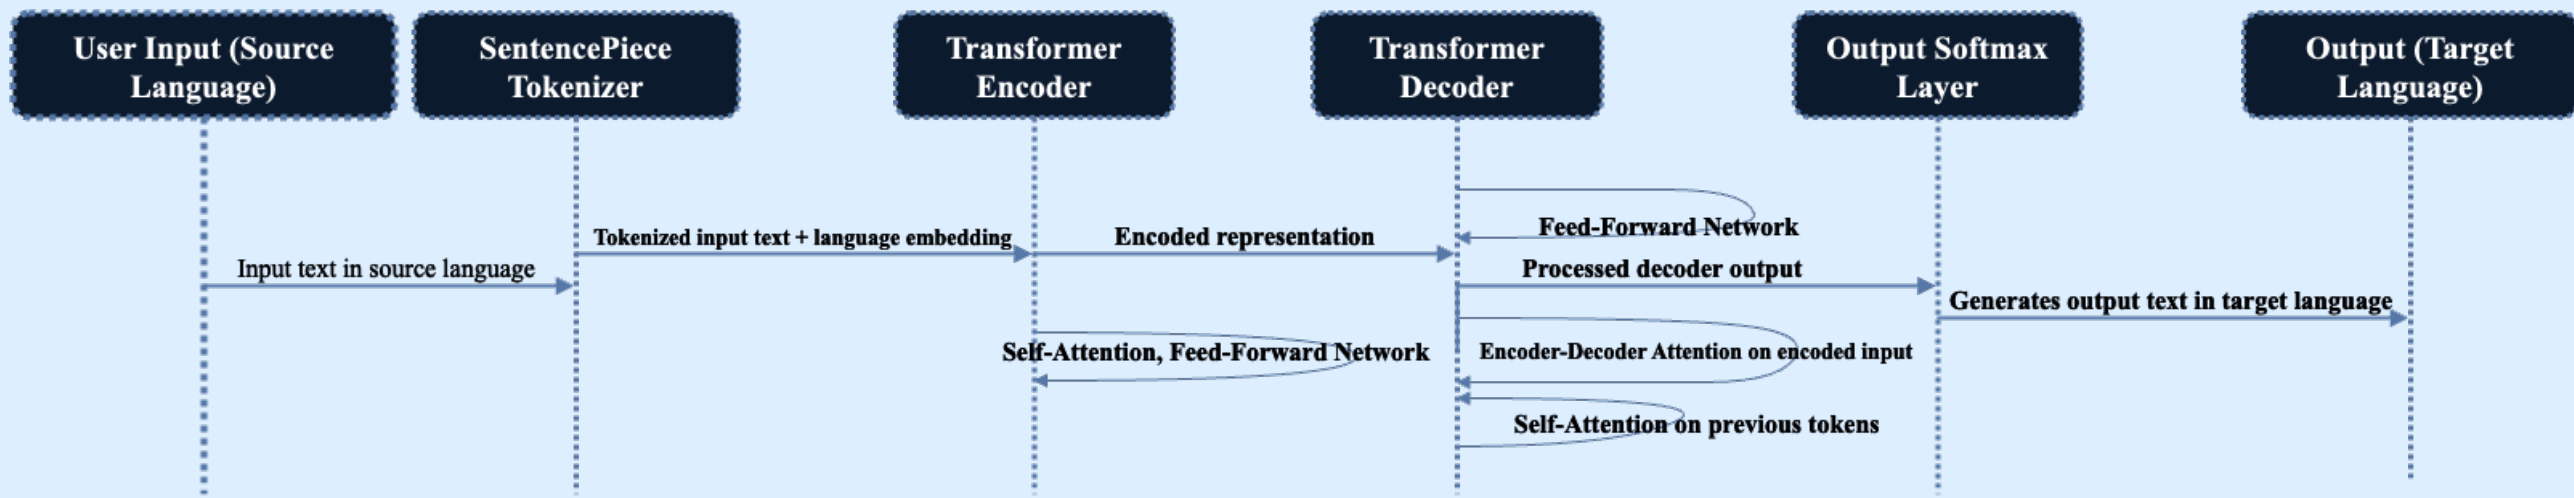 User Input (Source
Language)
SentencePiece
Tokenizer
Transformer
Encoder
Transformer
Decoder
Output Softmax
Layer
Output (Target
Language)
Feed-Forward Network
Tokenized input text + language embedding
Encoded representation
Input text in source language
Processed decoder output
Generates output text in target language
Self-Attention, Feed-Forward Network
Encoder-Decoder Attention on encoded input
Self-Attention on previous tokens